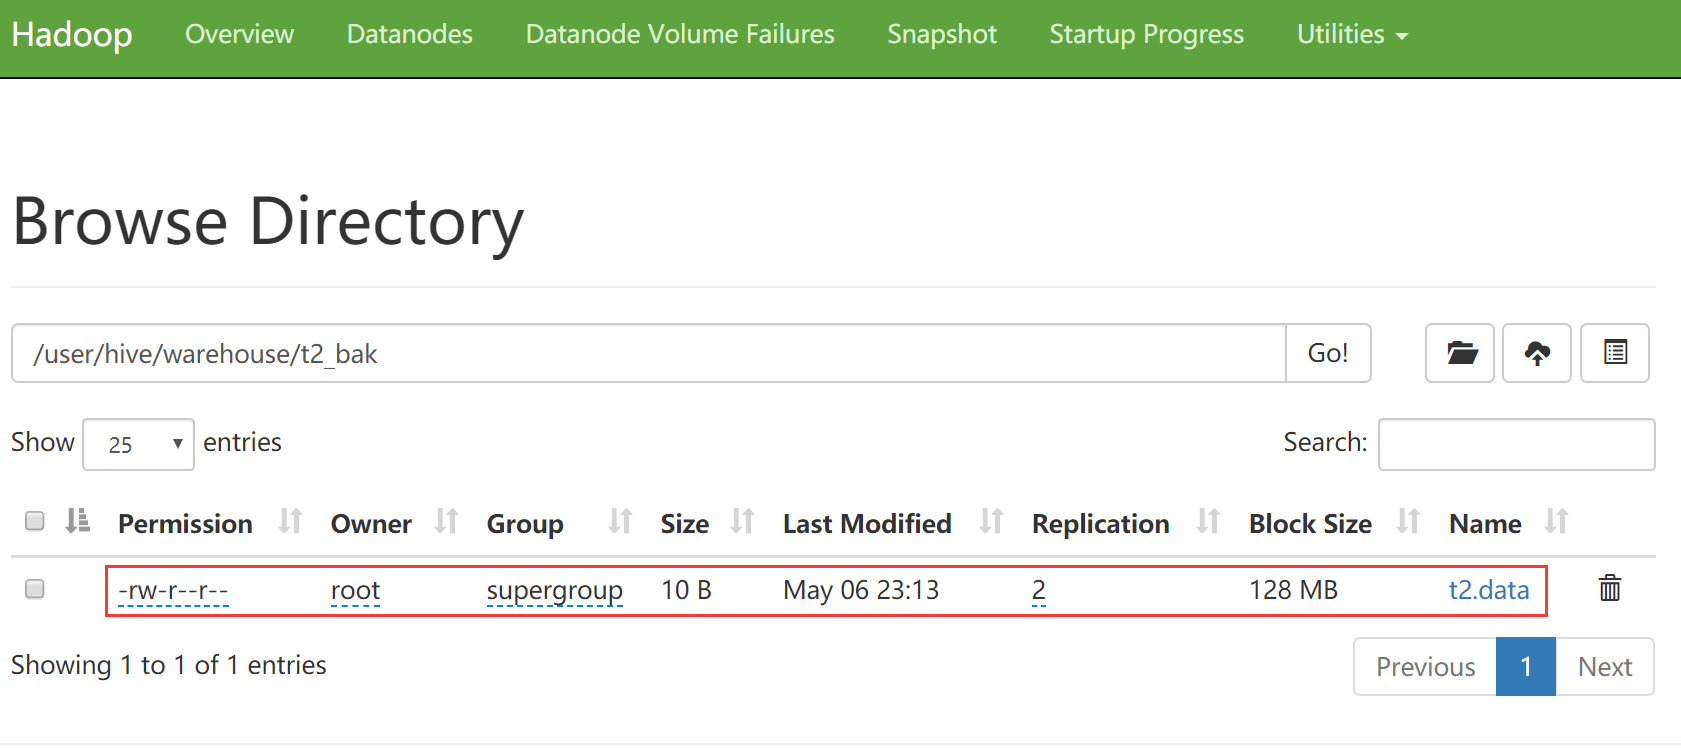 Hadoop Overview Datanodes Datanode Volume Failures Snapshot Startup Progress Utilities
Browse Directory
/user/hive/warehouse/t2_bak Go!
Show 25 entries Search:
Permission Owner Group Size Last Modified Replication Block Size Name
-rw-r--r-- root supergroup 10 B May 06 23:13 2 128 MB t2.data
Showing 1 to 1 of 1 entries Previous 1 Next